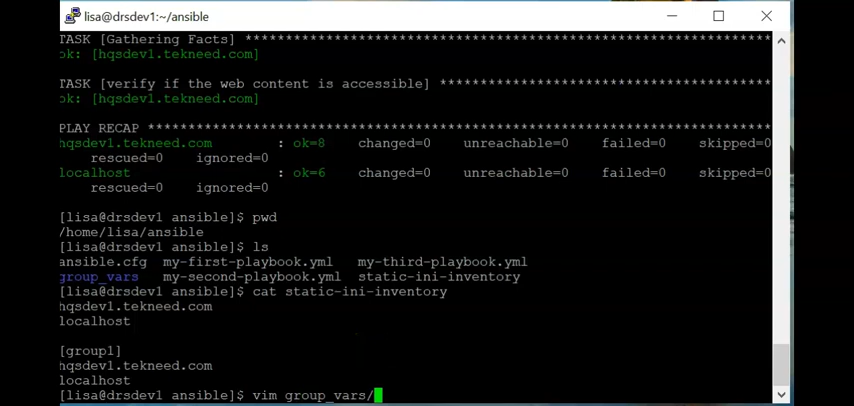 lisa@drsdev1:~/ansible
TASK [Gathering Facts] *************************************************
ok: [hqsdev1.tekneed.com]
TASK [verify if the web content is accessible] *******************************
ok: [hqsdev1.tekneed.com]
PLAY RECAP **********************************************************
hqsdev1.tekneed.com : ok=8 changed=0 unreachable=0 failed=0 skipped=0
rescued=0 ignored=0
localhost : ok=6 changed=0 unreachable=0 failed=0 skipped=0
rescued=0 ignored=0
[lisa@drsdev1 ansible]$ pwd
/home/lisa/ansible
[lisa@drsdev1 ansible]$ ls
ansible.cfg my-first-playbook.yml my-third-playbook.yml
group_vars my-second-playbook.yml static-ini-inventory
[lisa@drsdev1 ansible]$ cat static-ini-inventory
hqsdev1.tekneed.com
localhost
[group1]
hqsdev1.tekneed.com
localhost
[lisa@drsdev1 ansible]$ vim group_vars/